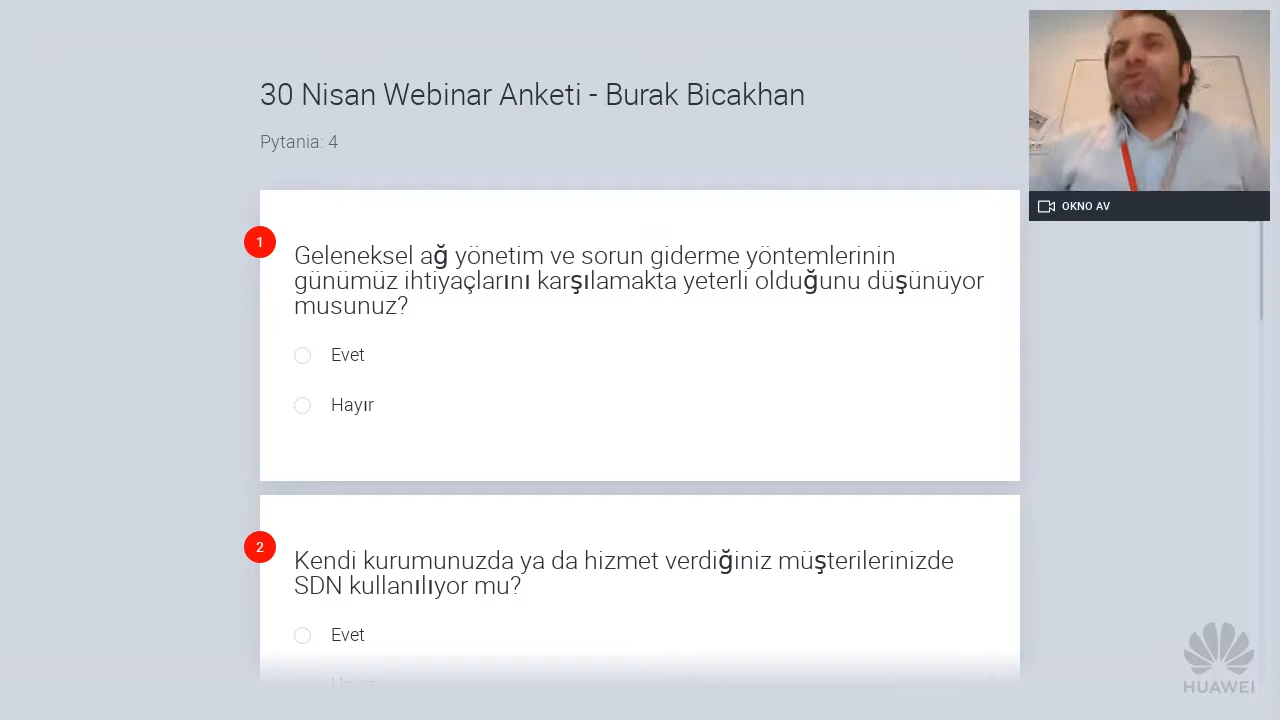 30 Nisan Webinar Anketi - Burak Bicakhan
Pytania: 4
OKNO AV
1
Geleneksel ağ yönetim ve sorun giderme yöntemlerinin
günümüz ihtiyaçlarını karşılamakta yeterli olduğunu düşünüyor
musunuz?
Evet
Hayır
2
Kendi kurumunuzda ya da hizmet verdiğiniz müşterilerinizde
SDN kullanılıyor mu?
Evet
HUAWEI